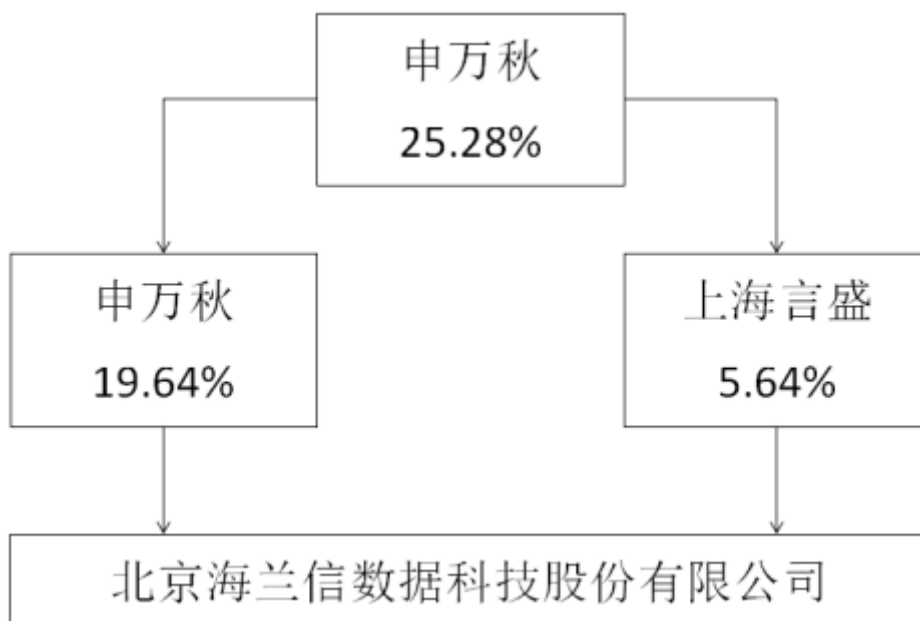 申万秋
25.28%
申万秋
19.64%
上海言盛
5.64%
北京海兰信数据科技股份有限公司